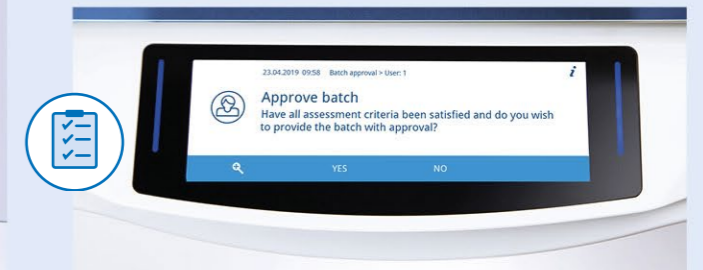 23.04.2019 09:58 Batch approval > User: 1
i
Approve batch
Have all assessment criteria been satisfied and do you wish
to provide the batch with approval?
YES NO